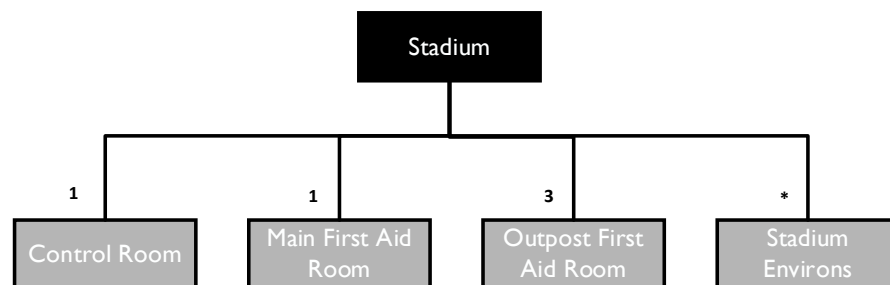 Stadium
1
1
3
*
Control Room
Main First Aid
Room
Outpost First
Aid Room
Stadium
Environs